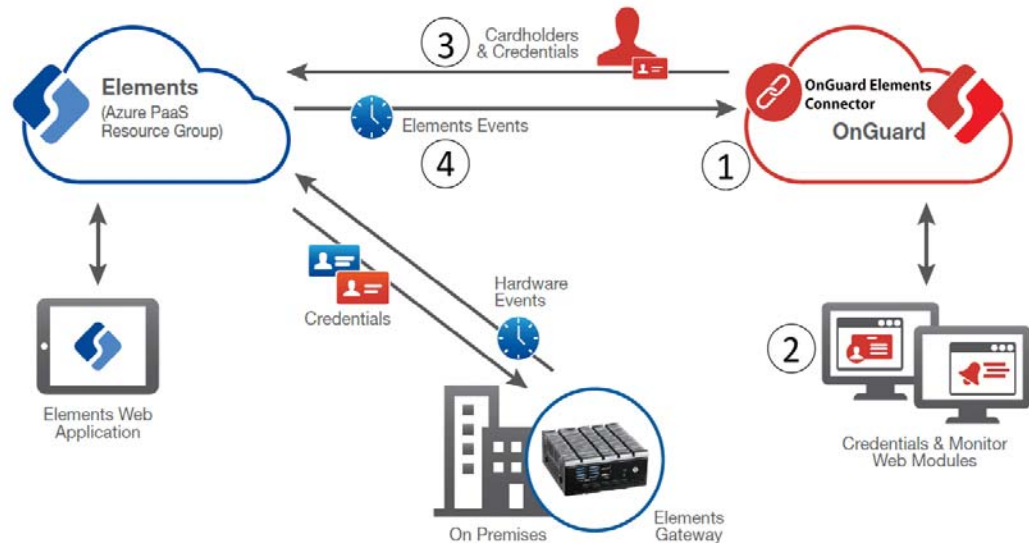 3
Cardholders
& Credentials
Elements
(Azure PaaS
Resource Group)
OnGuard Elements
Connector
OnGuard
Elements Events
4
1
Credentials
Hardware
Events
2
Elements Web
Application
Credentials & Monitor
Web Modules
On Premises
Elements
Gateway